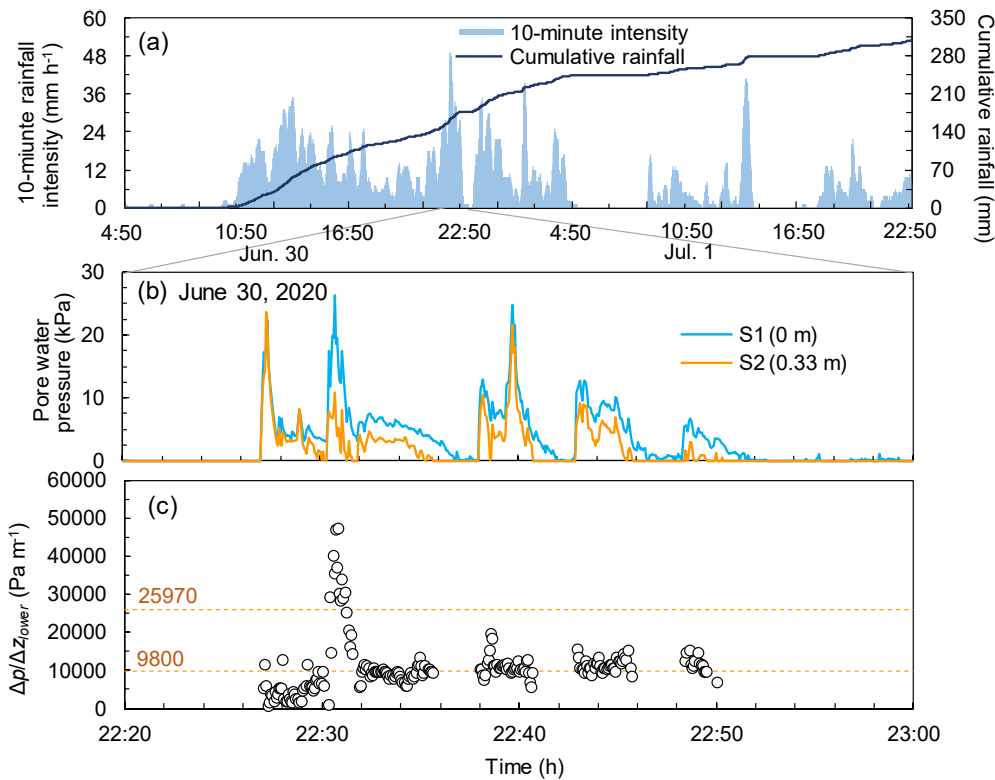 (a)
10-minute intensity
Cumulative rainfall
10-miunte rainfall
intensity (mm h-1)
60
48
36
24
12
0
Cumulative
rainfall (mm)
350
280
210
140
70
0
4:50 10:50 16:50 22:50 4:50 10:50 16:50 22:50
Jun. 30 Jul. 1
(b) June 30, 2020
S1 (0 m)
S2 (0.33 m)
Pore water
pressure (kPa)
30
20
10
0
(c)
Δp/Δzlower (Pa m-1)
60000
50000
40000
30000
20000
10000
0
25970
9800
22:20 22:30 22:40 22:50 23:00
Time (h)